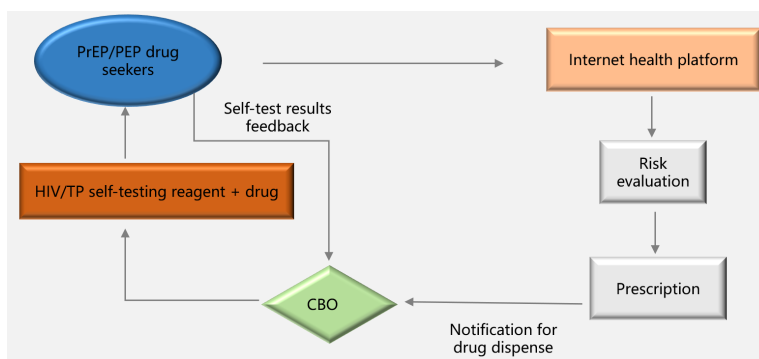 PrEP/PEP drug
seekers
Internet health platform
Self-test results
feedback
Risk
evaluation
HIV/TP self-testing reagent + drug
Prescription
CBO
Notification for
drug dispense